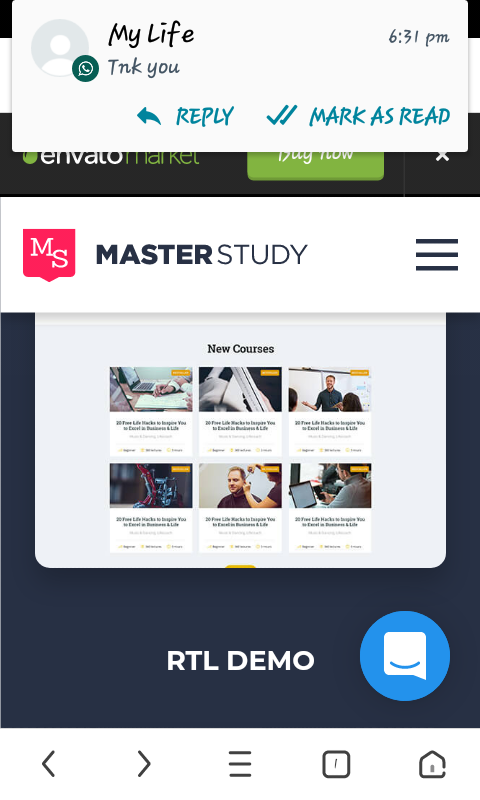 My Life
6:31 pm
Tnk you
REPLY
MARK AS READ
envato market
Buy now
MS
MASTERSTUDY
New Courses
20 Free Life Hacks to Inspire You to Excel in Business & Life
20 Free Life Hacks to Inspire You to Excel in Business & Life
20 Free Life Hacks to Inspire You to Excel in Business & Life
20 Free Life Hacks to Inspire You to Excel in Business & Life
20 Free Life Hacks to Inspire You to Excel in Business & Life
20 Free Life Hacks to Inspire You to Excel in Business & Life
RTL DEMO